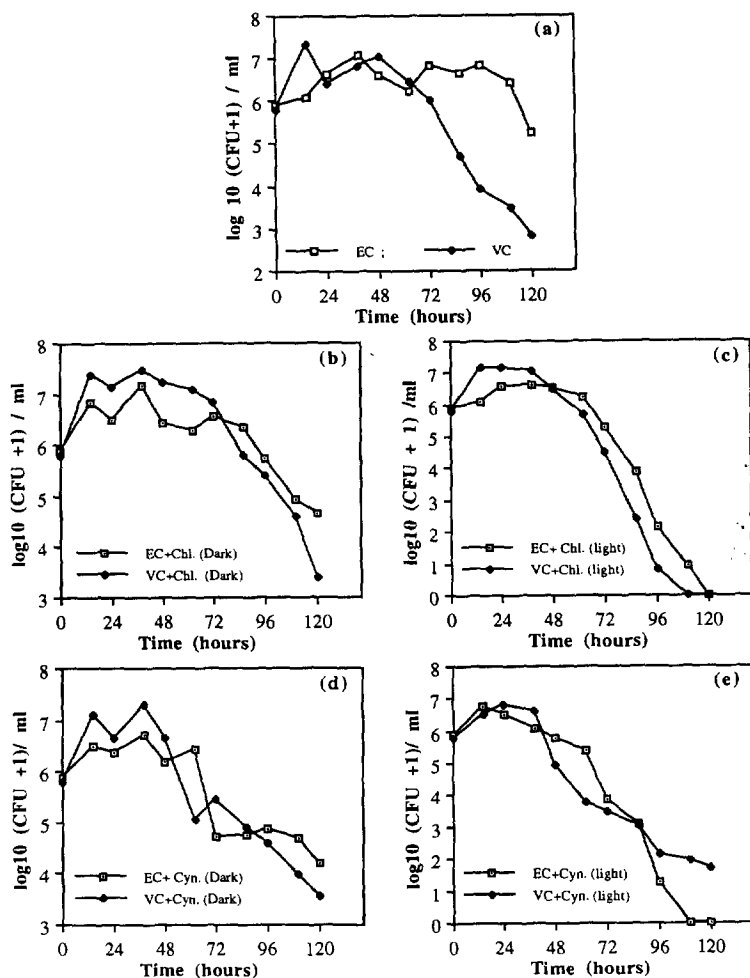 (a)
log 10 (CFU+1) / ml
8
7
6
5
4
3
2
EC ; VC
0 24 48 72 96 120
Time (hours)
(b)
log10 (CFU +1) / ml
8
7
6
5
4
3
EC+Chl. (Dark)
VC+Chl. (Dark)
0 24 48 72 96 120
Time (hours)
(c)
log10 (CFU + 1) /ml
8
7
6
5
4
3
2
1
0
EC+ Chl. (light)
VC+Chl. (light)
0 24 48 72 96 120
Time (hours)
(d)
log10 (CFU +1)/ ml
8
7
6
5
4
3
EC+ Cyn. (Dark)
VC+Cyn. (Dark)
0 24 48 72 96 120
Time (hours)
(e)
log10 (CFU +1)/ ml
8
7
6
5
4
3
2
1
0
EC+Cyn. (light)
VC+Cyn. (light)
0 24 48 72 96 120
Time (hours)